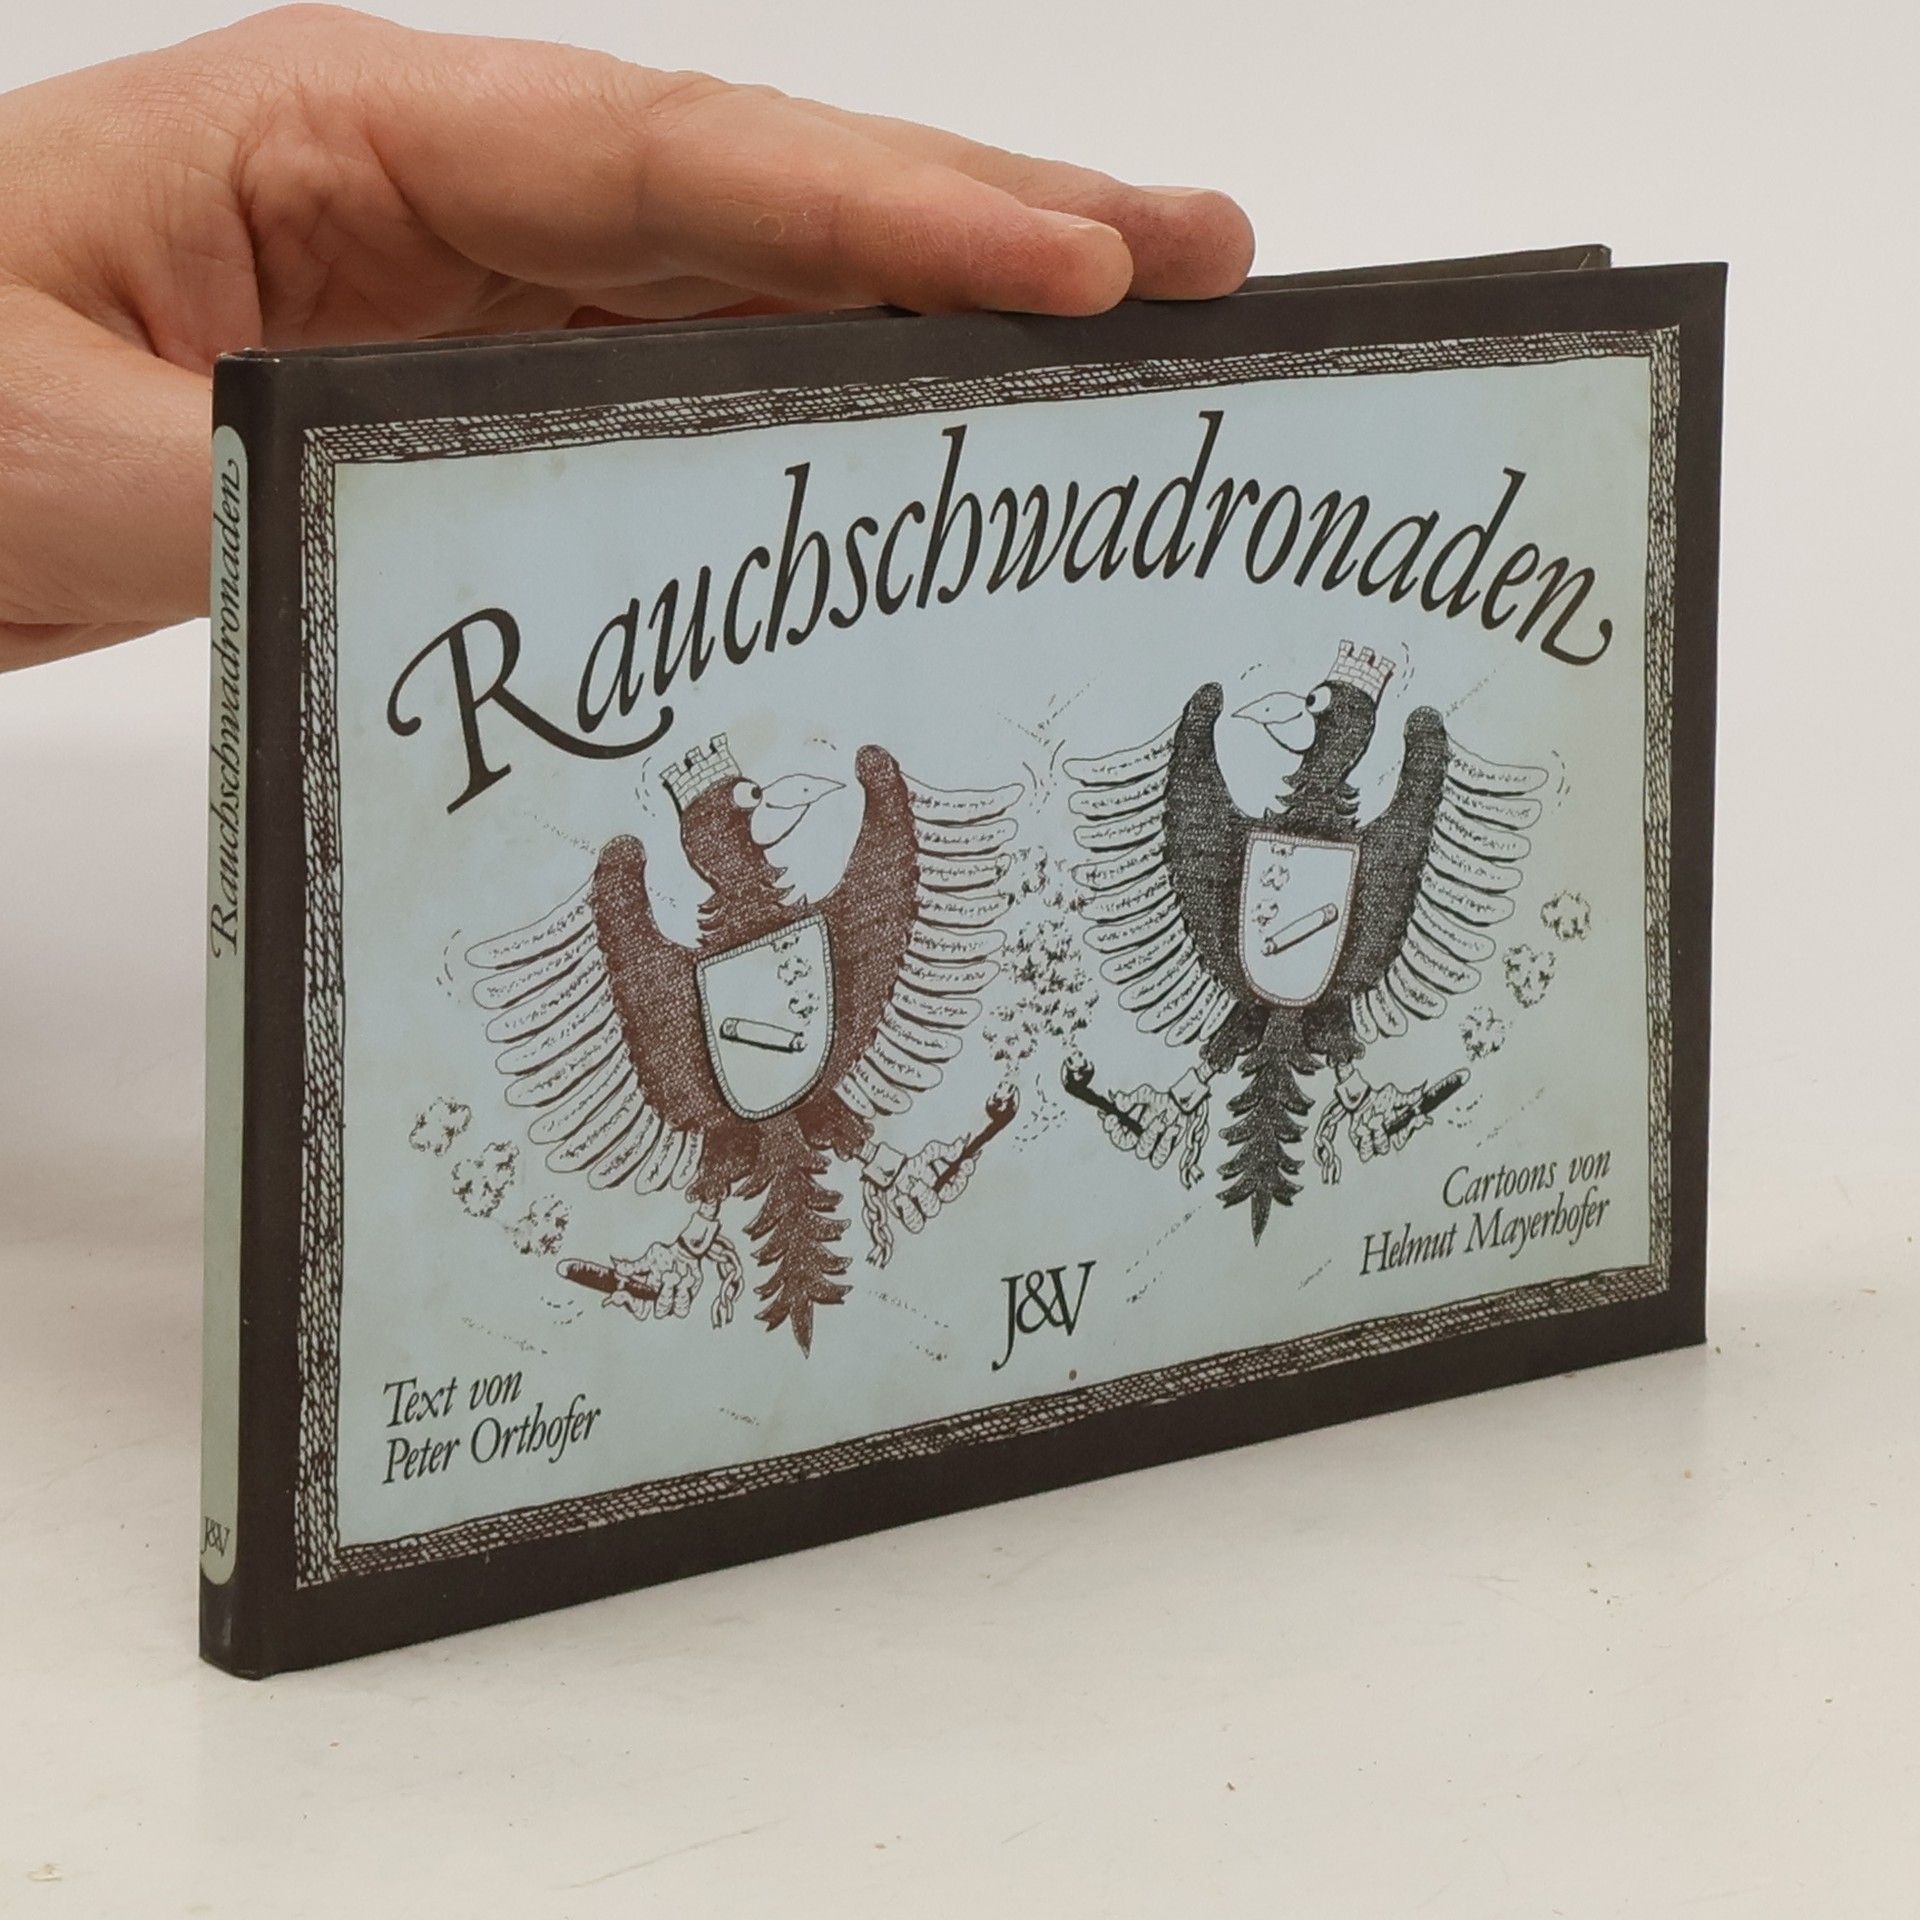 Rauchschwadronaden
Rauchschwadronaden
Cartoons von
Helmut Mayerhofer
J&V
Text von
Peter Orthofer
J&V